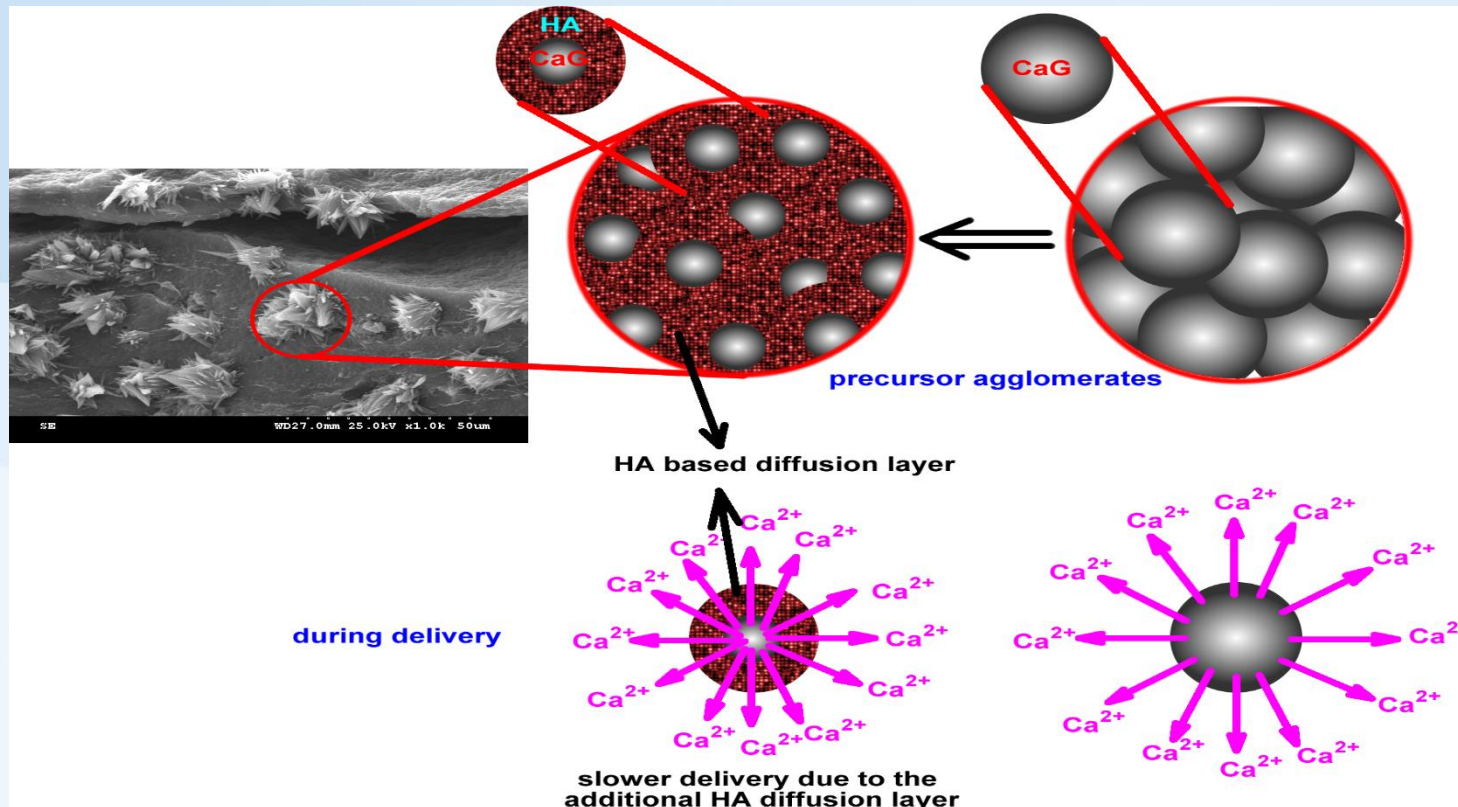 HA
CaG
CaG
SE
WD27.0mm 25.0kV x1.0k 50um
precursor agglomerates
HA based diffusion layer
Ca²⁺
Ca²⁺
Ca²⁺
Ca²⁺
Ca²⁺
Ca²⁺
Ca²⁺
Ca²⁺
Ca²⁺
Ca²⁺
Ca²⁺
Ca²⁺
during delivery
Ca²⁺
Ca²⁺
Ca²⁺
Ca²⁺
Ca²⁺
Ca²⁺
Ca²
Ca²⁺
Ca²⁺
Ca²⁺
Ca²⁺
Ca²⁺
slower delivery due to the
additional HA diffusion layer